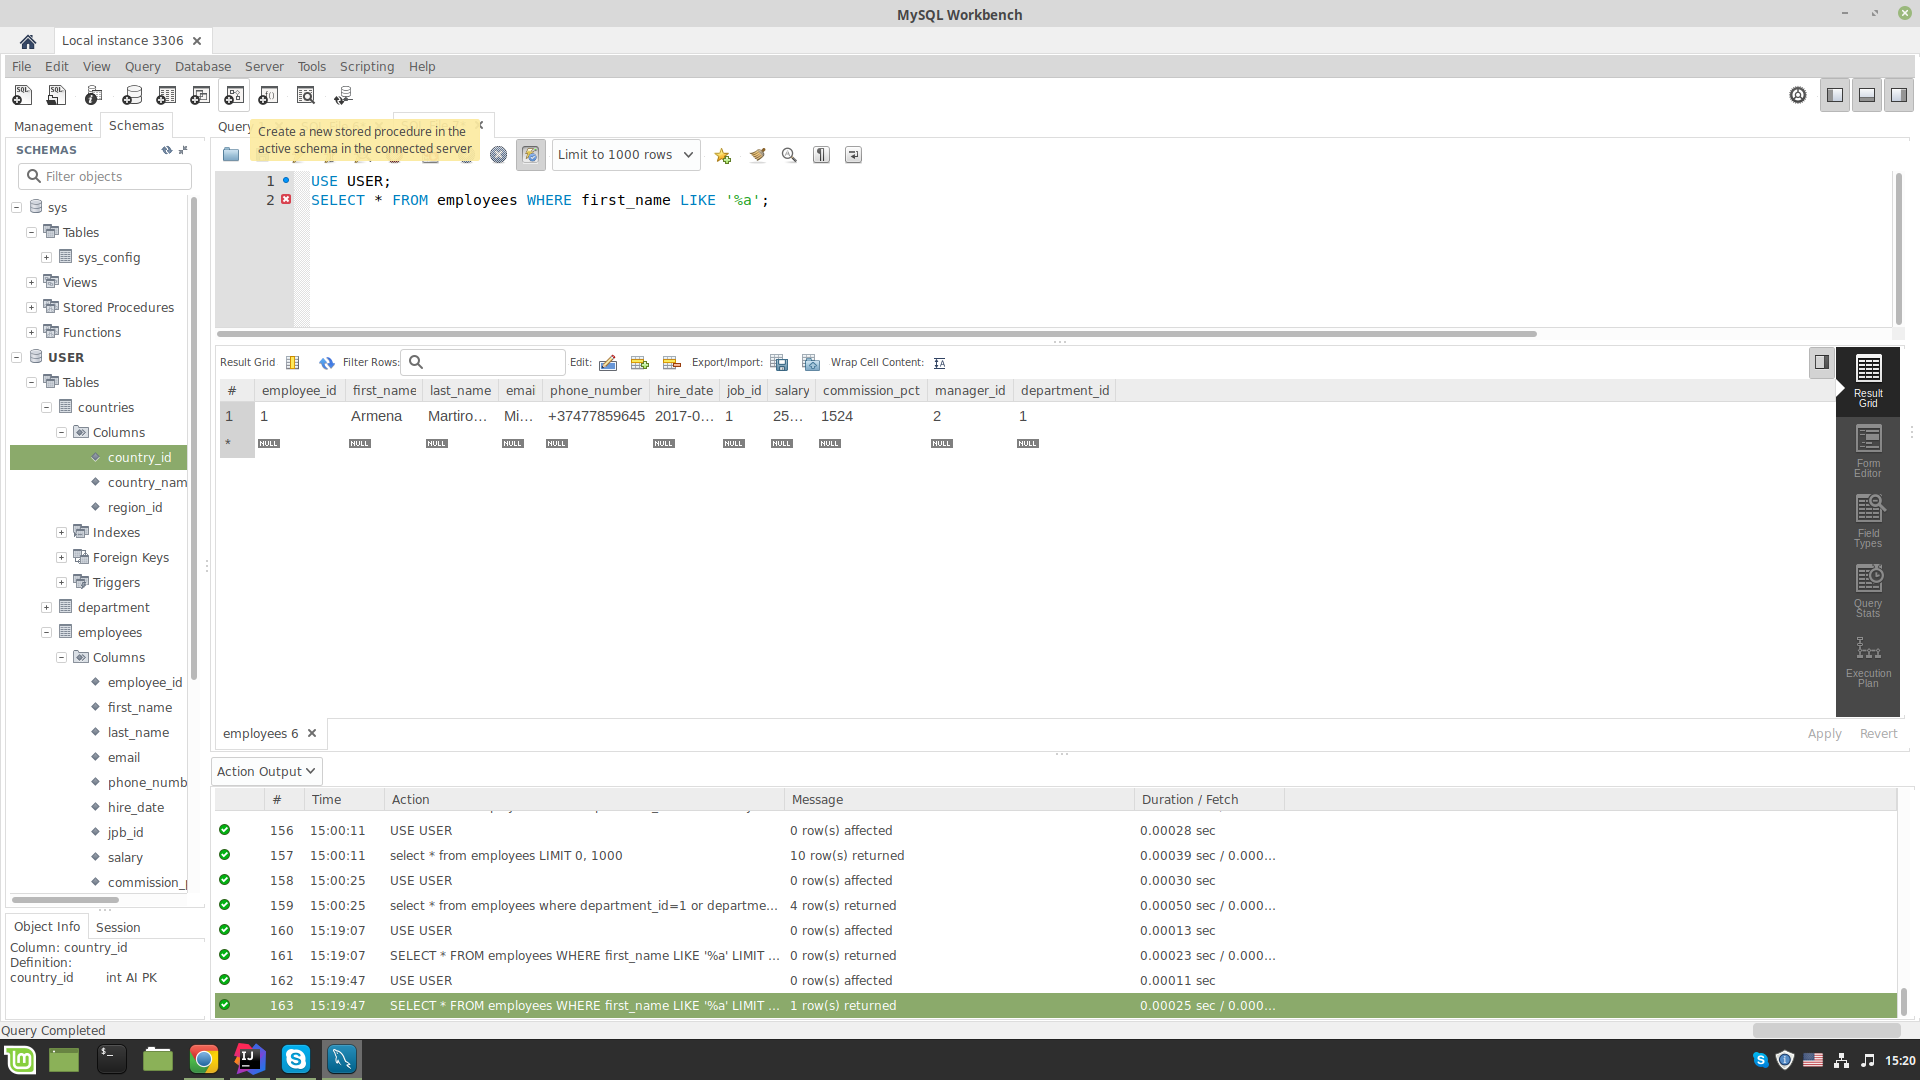 MySQL Workbench
Local instance 3306
File Edit View Query Database Server Tools Scripting Help
Management Schemas
Query
Create a new stored procedure in the
active schema in the connected server
SCHEMAS
Filter objects
Limit to 1000 rows
1 USE USER;
2 SELECT * FROM employees WHERE first_name LIKE '%a';
sys
Tables
sys_config
Views
Stored Procedures
Functions
USER
Tables
countries
Columns
country_id
country_nam
region_id
Indexes
Foreign Keys
Triggers
department
employees
Columns
employee_id
first_name
last_name
email
phone_numb
hire_date
jpb_id
salary
commission_p
Result Grid Filter Rows: Edit: Export/Import: Wrap Cell Content:
# employee_id first_name last_name emai phone_number hire_date job_id salary commission_pct manager_id department_id
1 1 Armena Martiro... Mi... +37477859645 2017-0... 1 25... 1524 2 1
* NULL NULL NULL NULL NULL NULL NULL NULL NULL NULL NULL
Result
Grid
Form
Editor
Field
Types
Query
Stats
Execution
Plan
employees 6
Apply Revert
Action Output
# Time Action Message Duration / Fetch
156 15:00:11 USE USER 0 row(s) affected 0.00028 sec
157 15:00:11 select * from employees LIMIT 0, 1000 10 row(s) returned 0.00039 sec / 0.000...
158 15:00:25 USE USER 0 row(s) affected 0.00030 sec
159 15:00:25 select * from employees where department_id=1 or departme... 4 row(s) returned 0.00050 sec / 0.000...
160 15:19:07 USE USER 0 row(s) affected 0.00013 sec
161 15:19:07 SELECT * FROM employees WHERE first_name LIKE '%a' LIMIT ... 0 row(s) returned 0.00023 sec / 0.000...
162 15:19:47 USE USER 0 row(s) affected 0.00011 sec
163 15:19:47 SELECT * FROM employees WHERE first_name LIKE '%a' LIMIT ... 1 row(s) returned 0.00025 sec / 0.000...
Object Info Session
Column: country_id
Definition:
country_id int AI PK
Query Completed
15:20